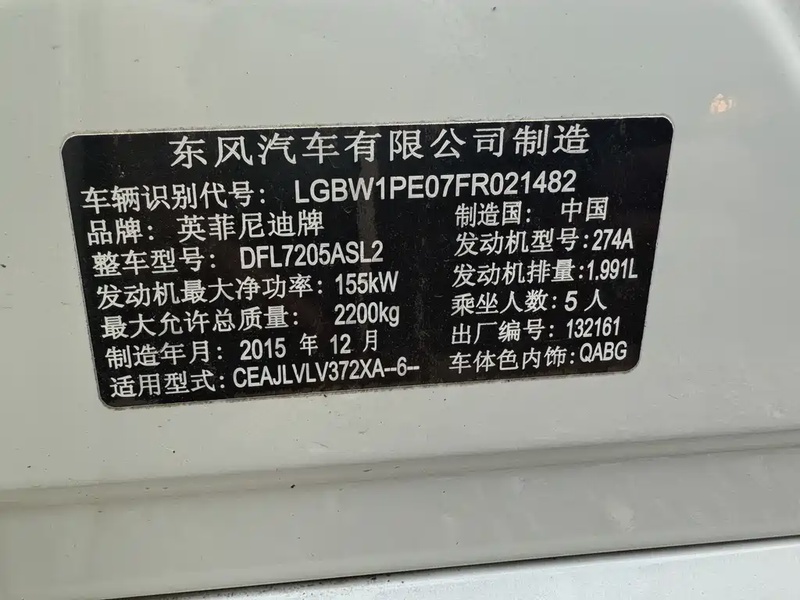 东风汽车有限公司制造
车辆识别代号: LGBW1PE07FR021482
品牌: 英菲尼迪牌 制造国: 中国
整车型号: DFL7205ASL2 发动机型号:274A
发动机最大净功率: 155kW 发动机排量:1.991L
最大允许总质量: 2200kg 乘坐人数: 5 人
制造年月: 2015 年 12 月 出厂编号: 132161
适用型式: CEAJLVLV372XA--6-- 车体色内饰: QABG